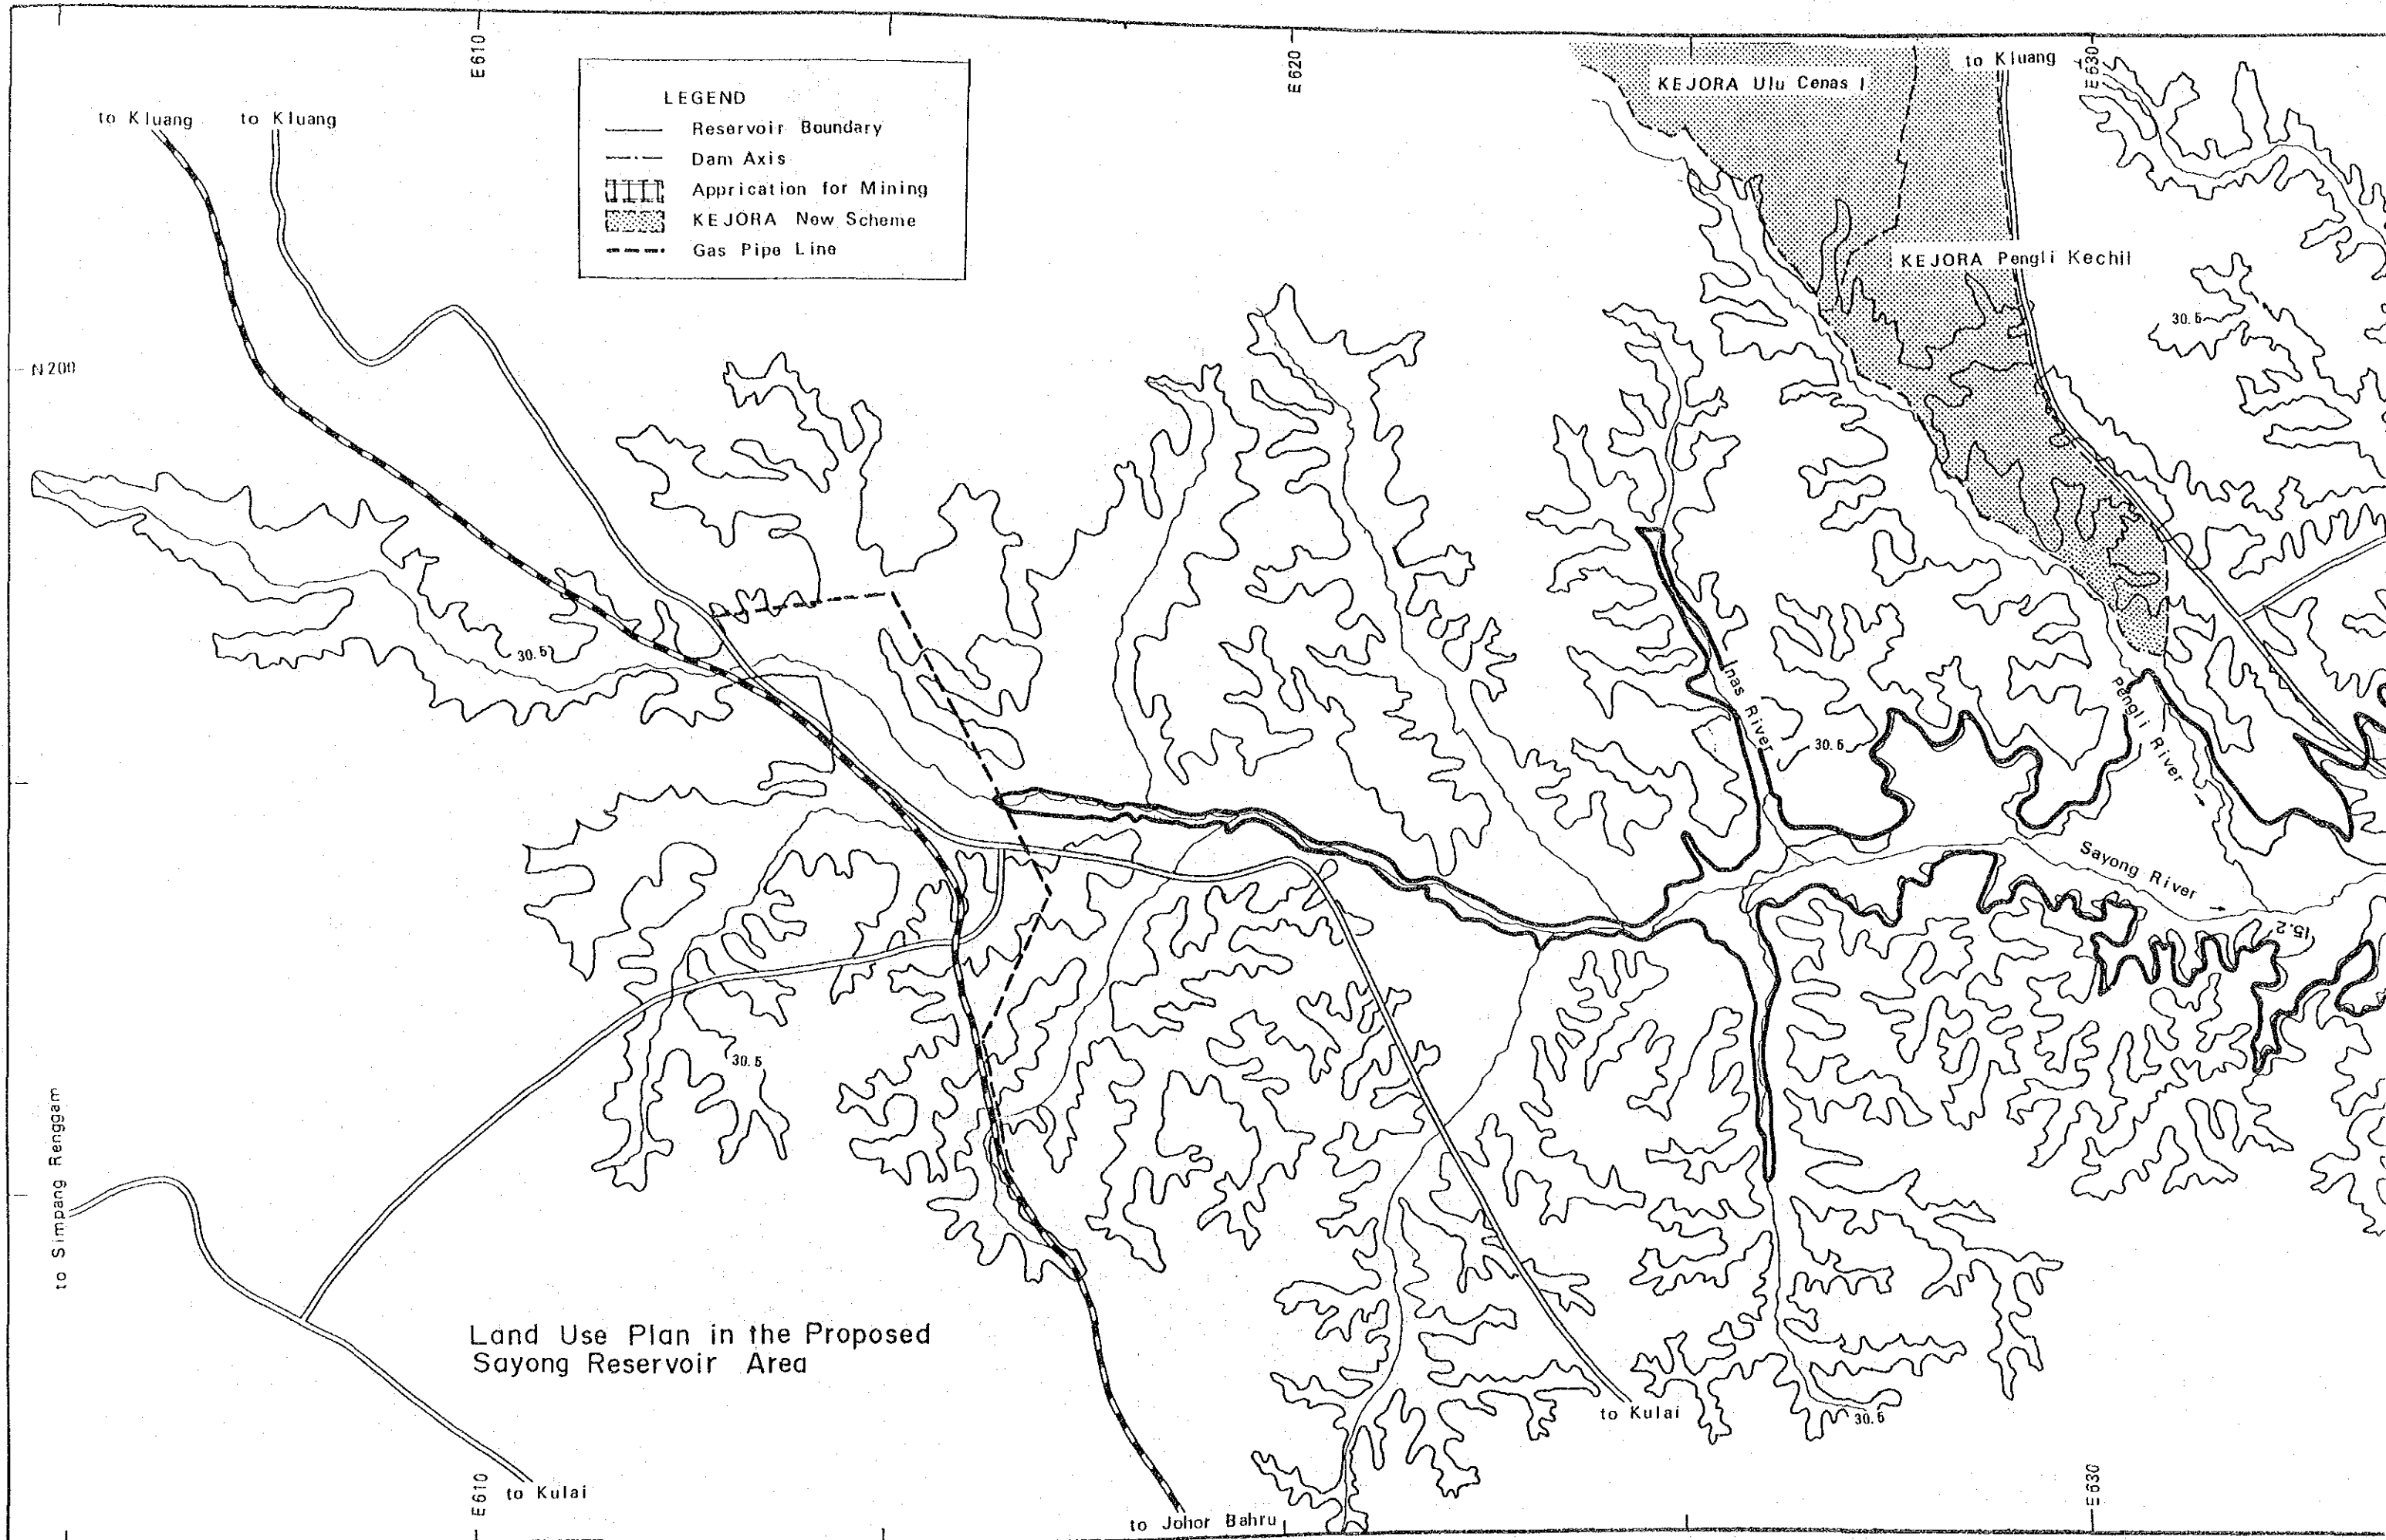 E610
E620
E630
to Kluang
to Kluang
to Kluang
LEGEND
Reservoir Boundary
Dam Axis
Apprication for Mining
KEJORA New Scheme
Gas Pipe Line
KEJORA Ulu Cenas I
KEJORA Pengli Kechil
N200
30.5
30.5
30.5
30.5
30.5
Inas River
Pengli River
Sayong River
15.2
to Simpang Renggam
Land Use Plan in the Proposed
Sayong Reservoir Area
to Kulai
to Kulai
to Johor Bahru
E610
E630